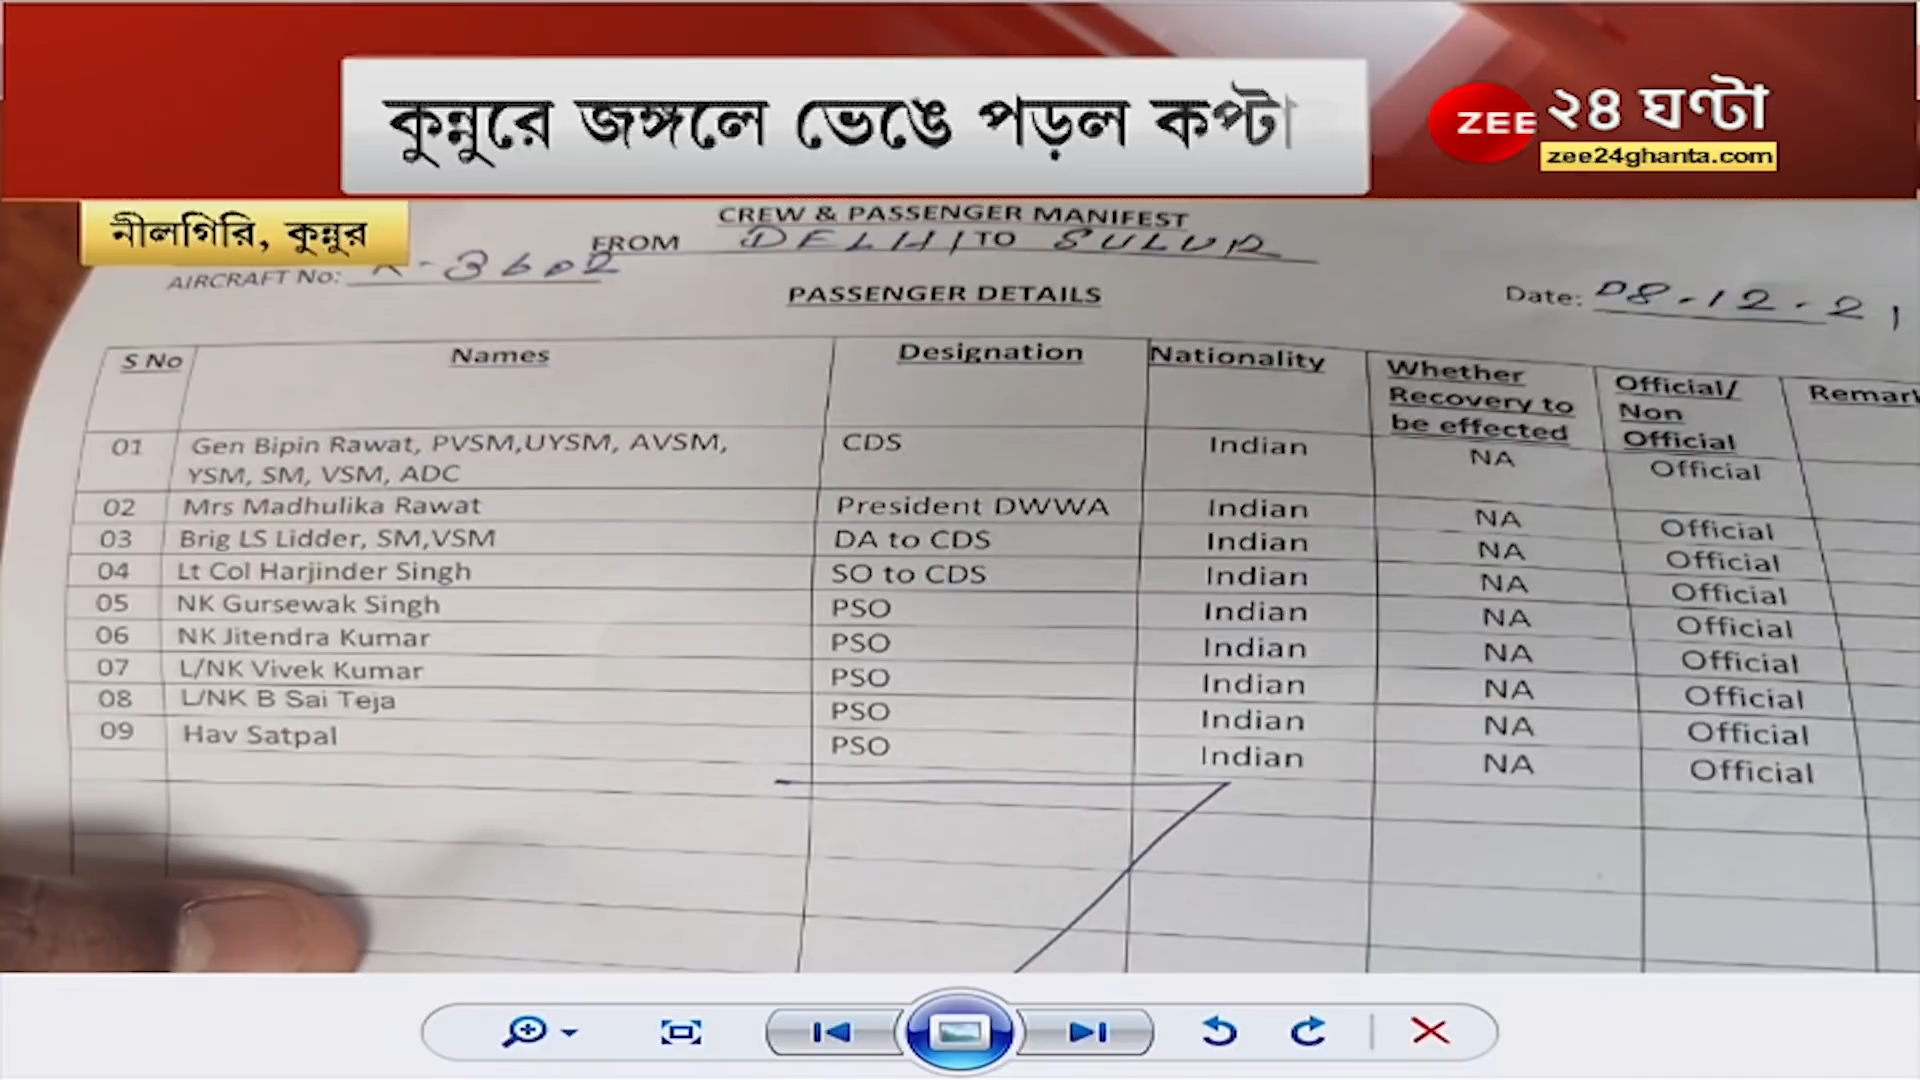 কুন্নুরে জঙ্গলে ভেঙে পড়ল কপ্টা
ZEE ২৪ ঘণ্টা
zee24ghanta.com
নীলগিরি, কুন্নুর
CREW & PASSENGER MANIFEST
FROM DELHI TO SULUR
AIRCRAFT No: K-3602
Date: 08.12.21
PASSENGER DETAILS
S No Names Designation Nationality Whether Recovery to be effected Official/ Non Official Remark
01 Gen Bipin Rawat, PVSM,UYSM, AVSM, YSM, SM, VSM, ADC CDS Indian NA Official
02 Mrs Madhulika Rawat President DWWA Indian NA Official
03 Brig LS Lidder, SM,VSM DA to CDS Indian NA Official
04 Lt Col Harjinder Singh SO to CDS Indian NA Official
05 NK Gursewak Singh PSO Indian NA Official
06 NK Jitendra Kumar PSO Indian NA Official
07 L/NK Vivek Kumar PSO Indian NA Official
08 L/NK B Sai Teja PSO Indian NA Official
09 Hav Satpal PSO Indian NA Official